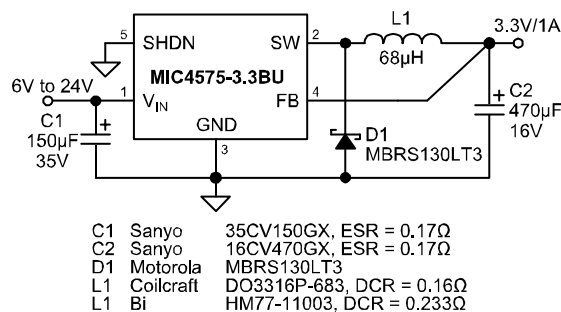 L1
3.3V/1A
5
SHDN
SW
2
68µH
MIC4575-3.3BU
6V to 24V
1
VIN
FB
4
C2
470µF
16V
C1
150µF
35V
GND
3
D1
MBRS130LT3
C1 Sanyo 35CV150GX, ESR = 0.17Ω
C2 Sanyo 16CV470GX, ESR = 0.17Ω
D1 Motorola MBRS130LT3
L1 Coilcraft DO3316P-683, DCR = 0.16Ω
L1 Bi HM77-11003, DCR = 0.233Ω